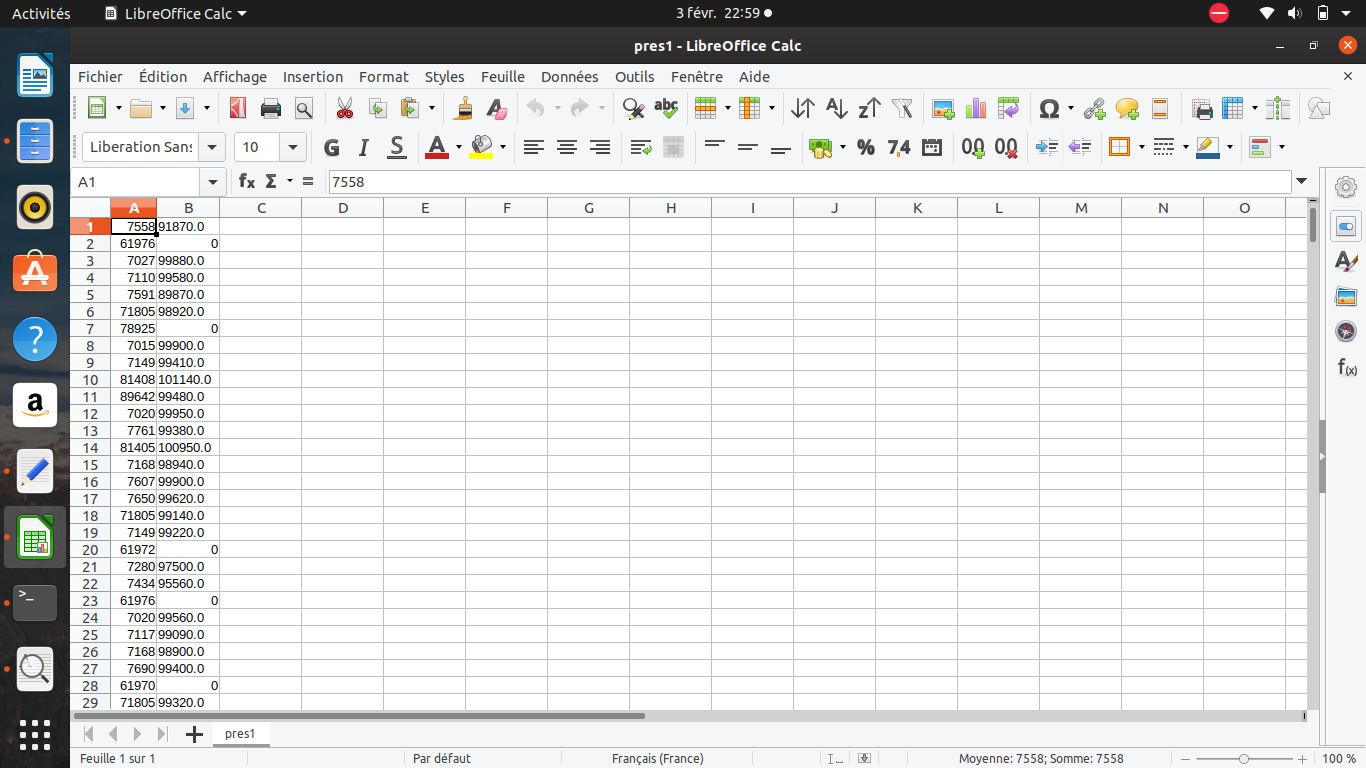 Activités LibreOffice Calc 3 févr. 22:59
pres1 - LibreOffice Calc
Fichier Édition Affichage Insertion Format Styles Feuille Données Outils Fenêtre Aide
Liberation Sans 10 G I S A % 7.4 00 00
A1 fx Σ = 7558
A B C D E F G H I J K L M N O
1 7558 91870.0
2 61976 0
3 7027 99880.0
4 7110 99580.0
5 7591 89870.0
6 71805 98920.0
7 78925 0
8 7015 99900.0
9 7149 99410.0
10 81408 101140.0
11 89642 99480.0
12 7020 99950.0
13 7761 99380.0
14 81405 100950.0
15 7168 98940.0
16 7607 99900.0
17 7650 99620.0
18 71805 99140.0
19 7149 99220.0
20 61972 0
21 7280 97500.0
22 7434 95560.0
23 61976 0
24 7020 99560.0
25 7117 99090.0
26 7168 98900.0
27 7690 99400.0
28 61970 0
29 71805 99320.0
pres1
Feuille 1 sur 1 Par défaut Français (France) Moyenne: 7558; Somme: 7558 100 %